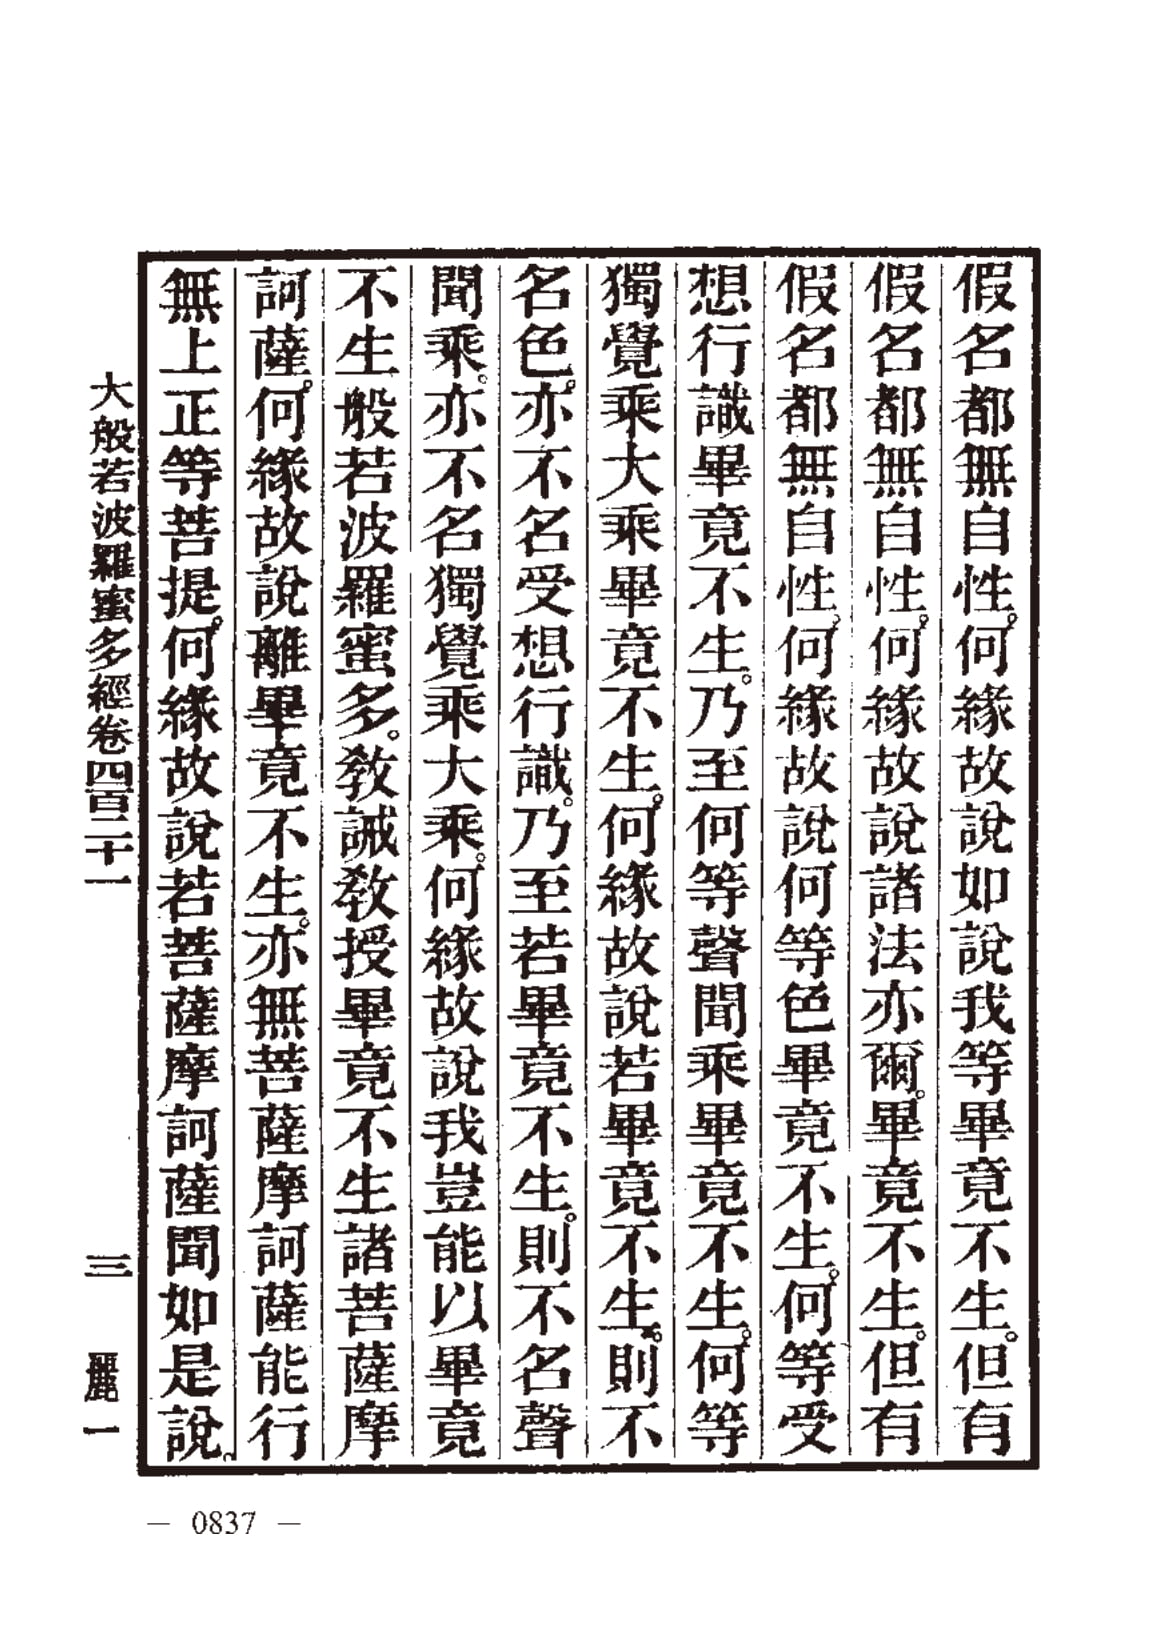 假名都無自性。何緣故說如說我等畢竟不生。但有
假名都無自性。何緣故說諸法亦爾。畢竟不生。但有
假名都無自性。何緣故說何等色畢竟不生。何等受
想行識畢竟不生。乃至何等聲聞乘畢竟不生。何等
獨覺乘大乘畢竟不生。何緣故說若畢竟不生。則不
名色。亦不名受想行識。乃至若畢竟不生。則不名聲
聞乘。亦不名獨覺乘大乘。何緣故說我豈能以畢竟
不生般若波羅蜜多。教誡教授畢竟不生諸菩薩摩
訶薩。何緣故說離畢竟不生。亦無菩薩摩訶薩能行
無上正等菩提。何緣故說若菩薩摩訶薩聞如是說。
大般若波羅蜜多經卷四百二十一 三 麗一
— 0837 —